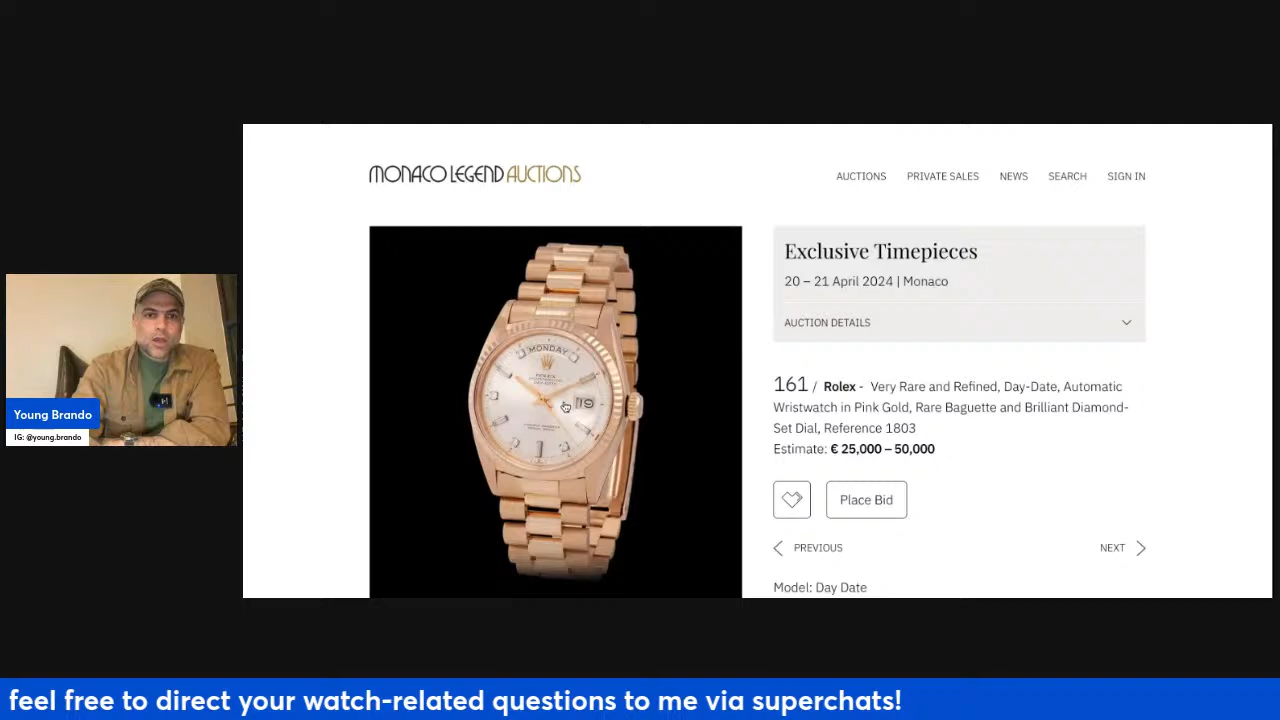 MONACO LEGEND AUCTIONS
AUCTIONS PRIVATE SALES NEWS SEARCH SIGN IN
MONDAY
ROLEX
19
Exclusive Timepieces
20 – 21 April 2024 | Monaco
AUCTION DETAILS
161 / Rolex - Very Rare and Refined, Day-Date, Automatic
Wristwatch in Pink Gold, Rare Baguette and Brilliant Diamond-
Set Dial, Reference 1803
Estimate: € 25,000 – 50,000
Place Bid
PREVIOUS
NEXT
Model: Day Date
Young Brando
IG: @young.brando
feel free to direct your watch-related questions to me via superchats!